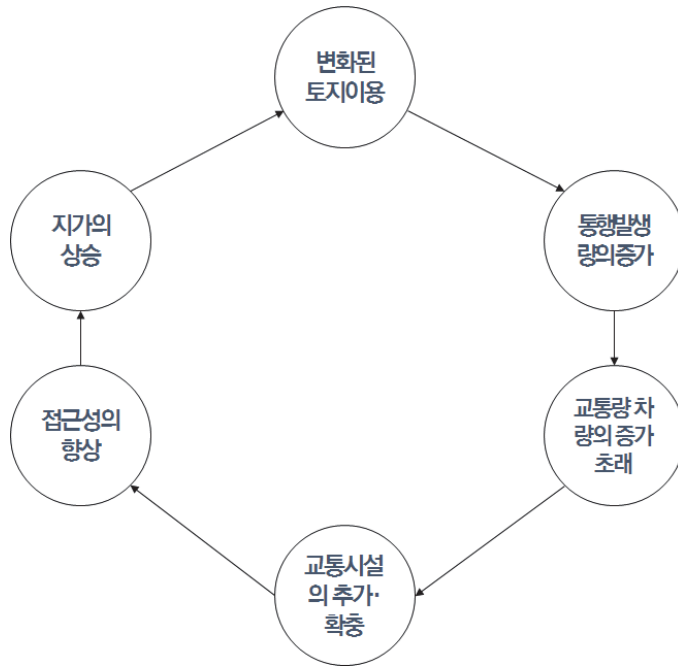 변화된
토지이용
통행발생
량의증가
교통량 차
량의 증가
초래
교통시설
의 추가·
확충
접근성의
향상
지가의
상승